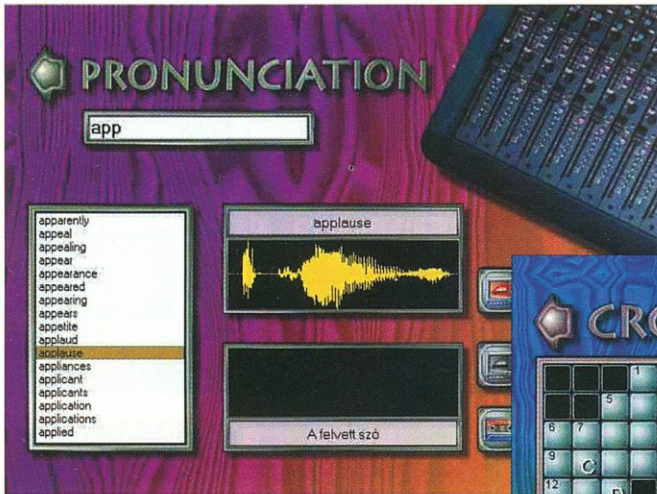 PRONUNCIATION
app
apparently
appeal
appealing
appear
appearance
appeared
appearing
appears
appetite
applaud
applause
appliances
applicant
applicants
application
applications
applied
applause
A felvett szó
CRO
1
5
6 7
9
C
12